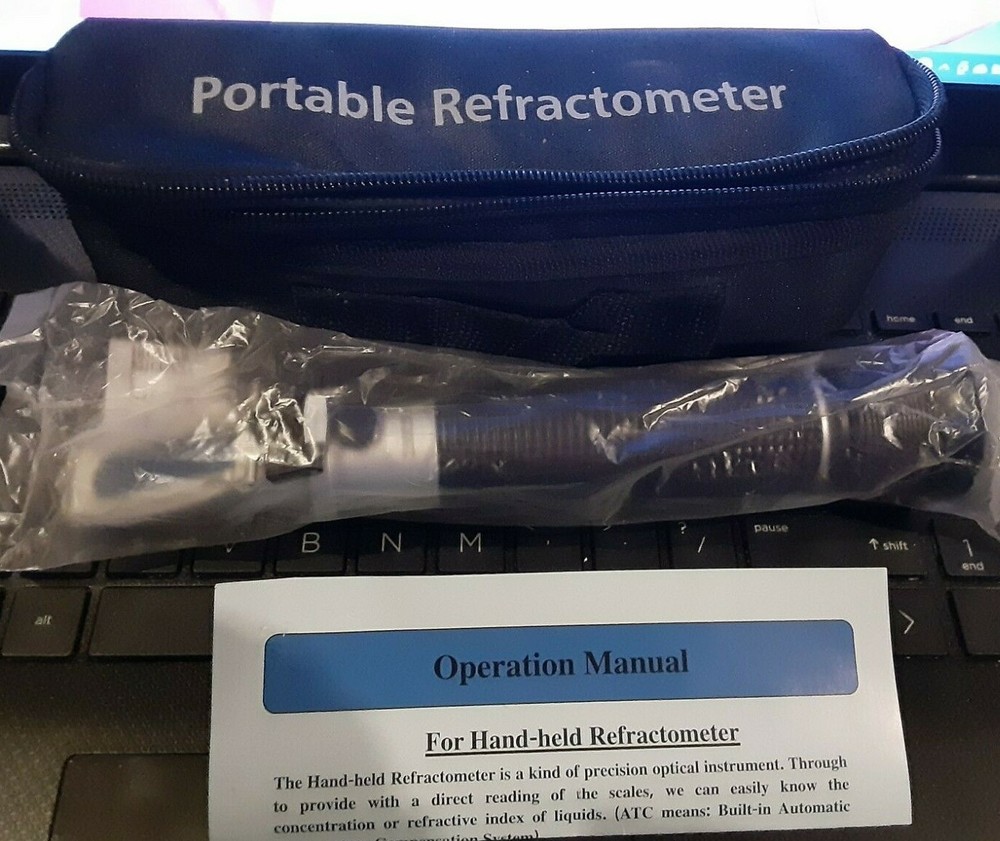 Portable Refractometer
home end
B N M
pause
? /
↑ shift
1
end
alt
>
Operation Manual
For Hand-held Refractometer
The Hand-held Refractometer is a kind of precision optical instrument. Through
to provide with a direct reading of the scales, we can easily know the
concentration or refractive index of liquids. (ATC means: Built-in Automatic
Compensation System)